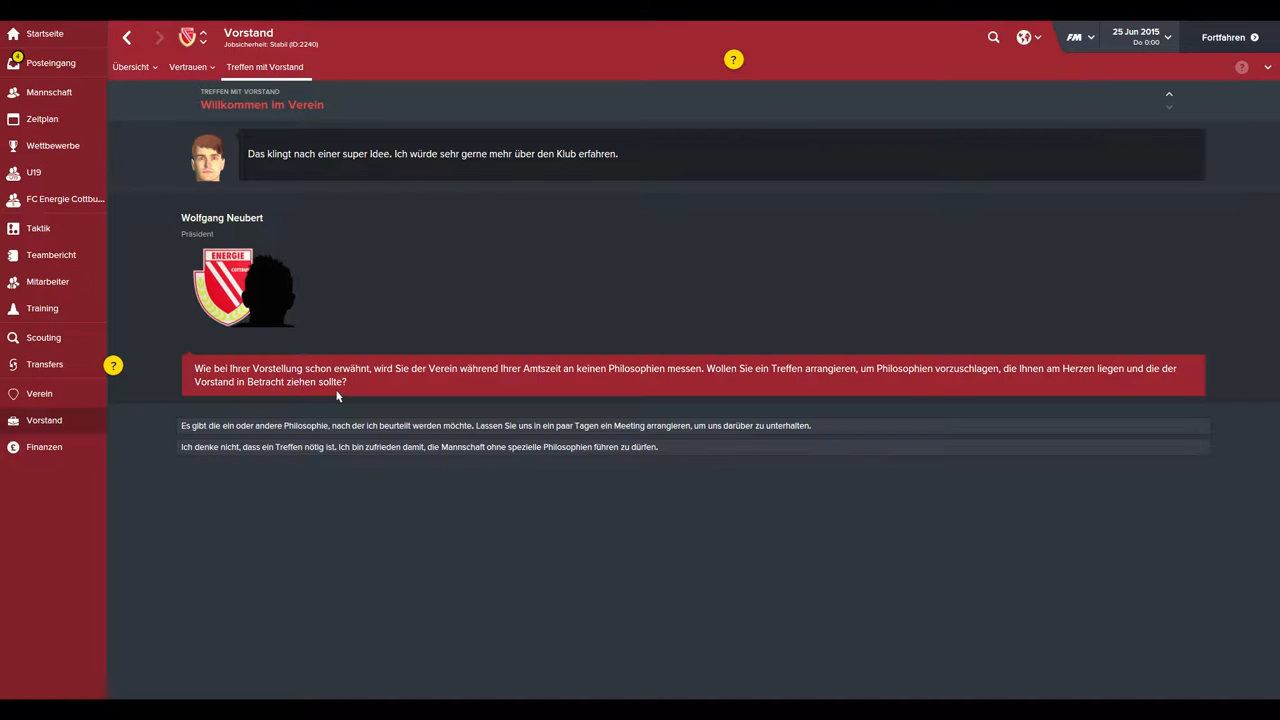 Startseite
Vorstand
Jobsicherheit: Stabil (ID:2240)
FM
25 Jun 2015
Do 0:00
Fortfahren
4
Posteingang
Übersicht
Vertrauen
Treffen mit Vorstand
?
?
Mannschaft
TREFFEN MIT VORSTAND
Willkommen im Verein
Zeitplan
Wettbewerbe
Das klingt nach einer super Idee. Ich würde sehr gerne mehr über den Klub erfahren.
U19
FC Energie Cottbu...
Wolfgang Neubert
Präsident
Taktik
Teambericht
ENERGIE
COTTBUS
Mitarbeiter
Training
Scouting
Transfers
?
Wie bei Ihrer Vorstellung schon erwähnt, wird Sie der Verein während Ihrer Amtszeit an keinen Philosophien messen. Wollen Sie ein Treffen arrangieren, um Philosophien vorzuschlagen, die Ihnen am Herzen liegen und die der
Vorstand in Betracht ziehen sollte?
Verein
Vorstand
Es gibt die ein oder andere Philosophie, nach der ich beurteilt werden möchte. Lassen Sie uns in ein paar Tagen ein Meeting arrangieren, um uns darüber zu unterhalten.
Finanzen
Ich denke nicht, dass ein Treffen nötig ist. Ich bin zufrieden damit, die Mannschaft ohne spezielle Philosophien führen zu dürfen.